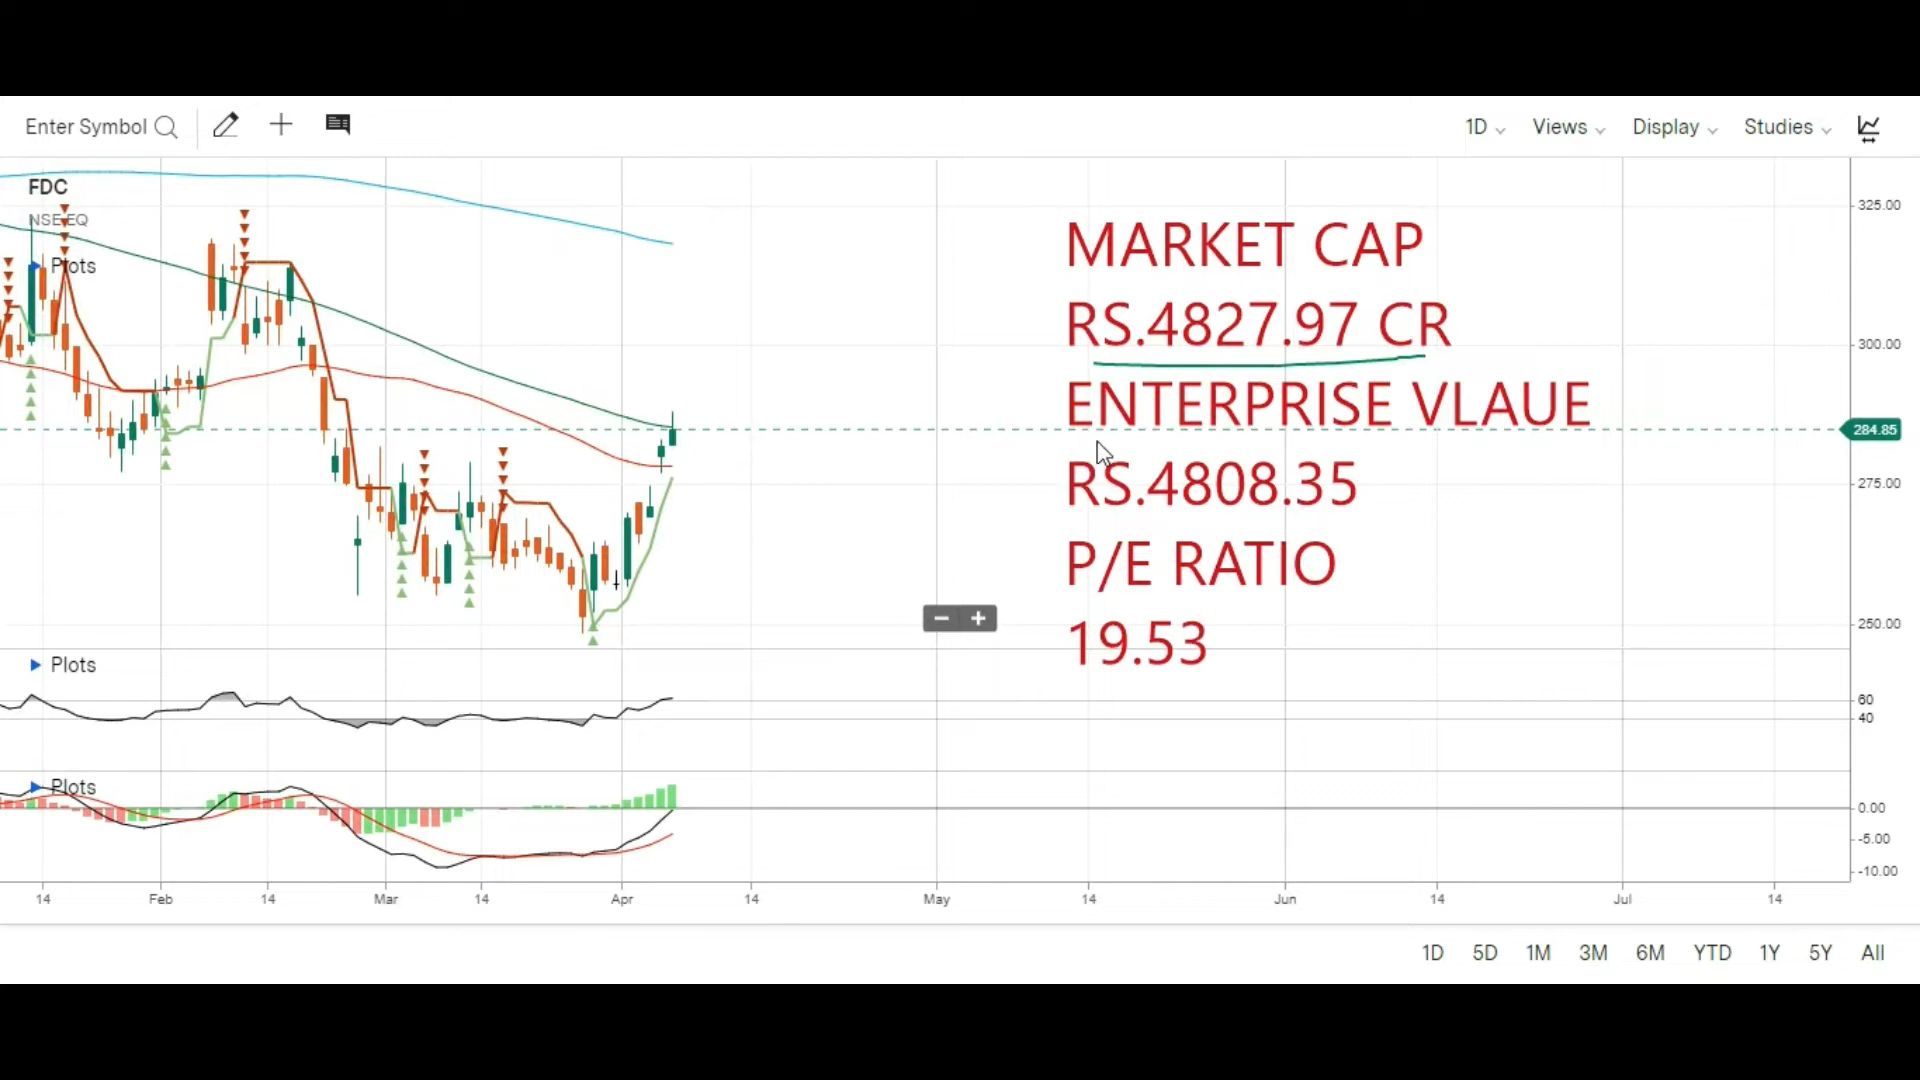 Enter Symbol
1D Views Display Studies
FDC
NSE EQ
Plots
325.00
300.00
284.85
275.00
250.00
MARKET CAP
RS.4827.97 CR
ENTERPRISE VLAUE
RS.4808.35
P/E RATIO
19.53
Plots
60
40
Plots
0.00
-5.00
-10.00
14 Feb 14 Mar 14 Apr 14 May 14 Jun 14 Jul 14
1D 5D 1M 3M 6M YTD 1Y 5Y All